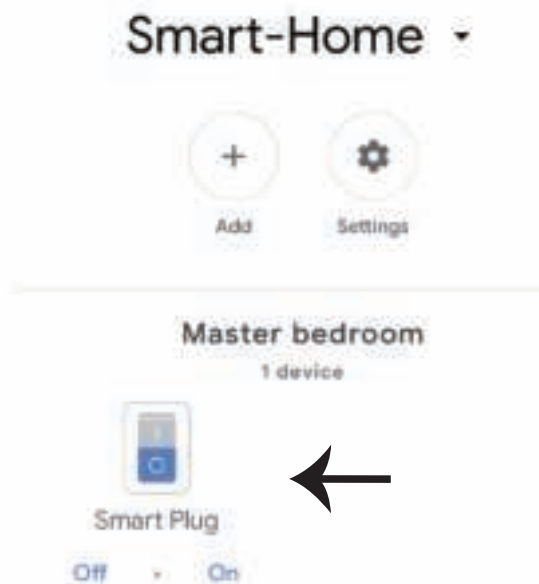 Smart-Home
Add Settings
Master bedroom
1 device
Smart Plug
Off On